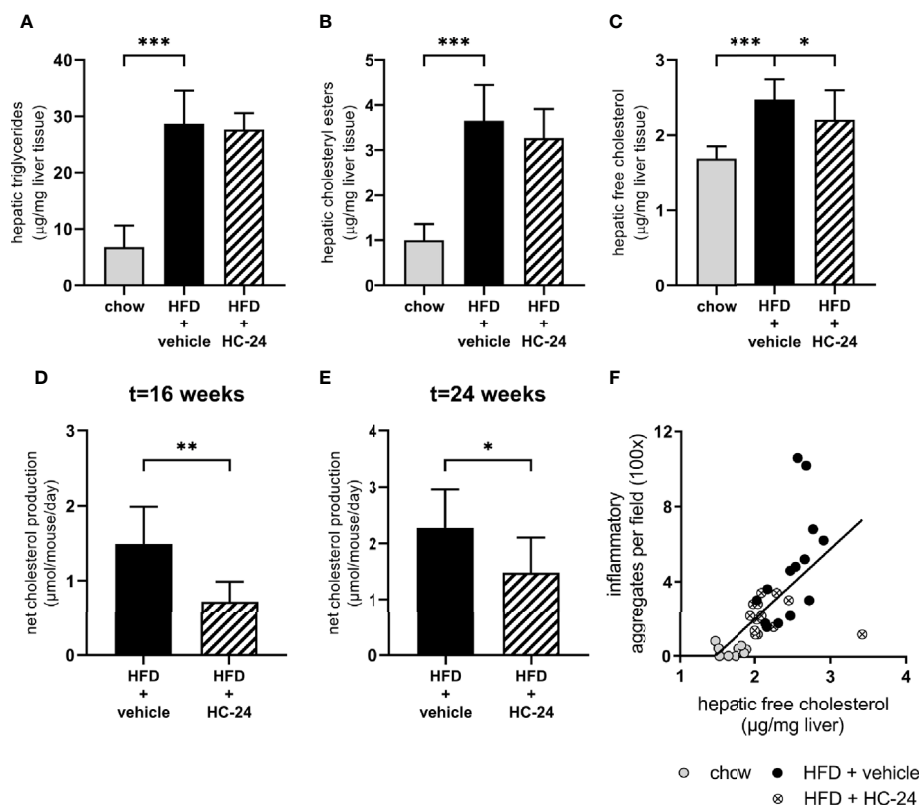 A
hepatic triglycerides
(µg/mg liver tissue)
40
30
20
10
0
***
chow
HFD
+
vehicle
HFD
+
HC-24
B
hepatic cholesteryl esters
(µg/mg liver tissue)
5
4
3
2
1
0
***
chow
HFD
+
vehicle
HFD
+
HC-24
C
hepatic free cholesterol
(µg/mg liver tissue)
3
2
1
0
***
*
chow
HFD
+
vehicle
HFD
+
HC-24
D
t=16 weeks
net cholesterol production
(µmol/mouse/day)
3
2
1
0
**
HFD
+
vehicle
HFD
+
HC-24
E
t=24 weeks
net cholesterol production
(µmol/mouse/day)
4
3
2
1
0
*
HFD
+
vehicle
HFD
+
HC-24
F
inflammatory
aggregates per field (100x)
12
8
4
0
1
2
3
4
hepatic free cholesterol
(µg/mg liver)
chow
HFD + vehicle
HFD + HC-24